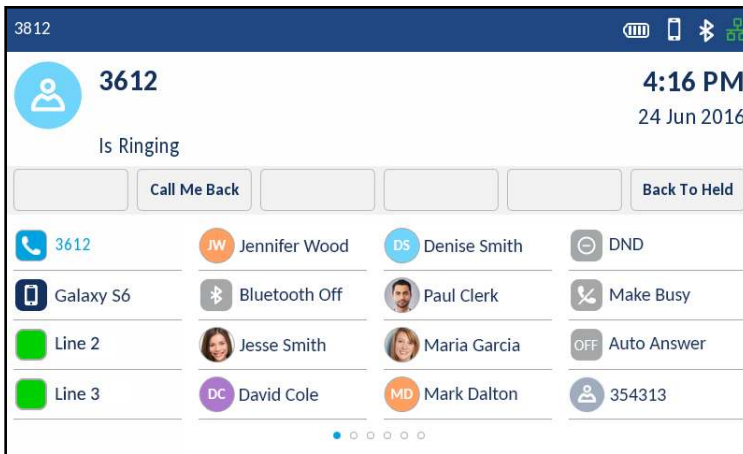 3812
3612
4:16 PM
24 Jun 2016
Is Ringing
Call Me Back
Back To Held
3612
JW Jennifer Wood
DS Denise Smith
DND
Galaxy S6
Bluetooth Off
Paul Clerk
Make Busy
Line 2
Jesse Smith
Maria Garcia
OFF Auto Answer
Line 3
DC David Cole
MD Mark Dalton
354313